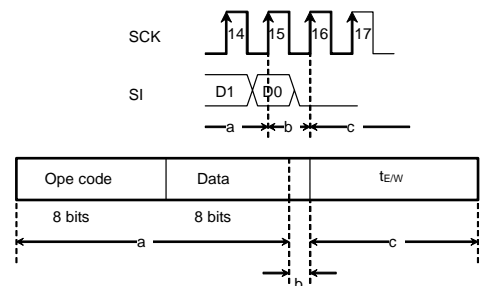 SCK 14 15 16 17
SI D1 D0
a b c
Ope code Data tE/W
8 bits 8 bits
a c
b